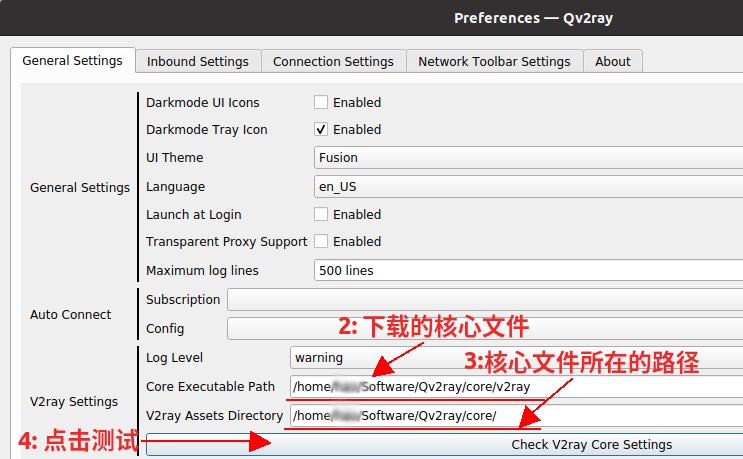 Preferences — Qv2ray
General Settings Inbound Settings Connection Settings Network Toolbar Settings About
Darkmode UI Icons Enabled
Darkmode Tray Icon Enabled
UI Theme Fusion
General Settings Language en_US
Launch at Login Enabled
Transparent Proxy Support Enabled
Maximum log lines 500 lines
Auto Connect Subscription
Config
2: 下载的核心文件
Log Level warning
3:核心文件所在的路径
Core Executable Path /home/ /Software/Qv2ray/core/v2ray
V2ray Settings
V2ray Assets Directory /home/ /Software/Qv2ray/core/
4: 点击测试
Check V2ray Core Settings